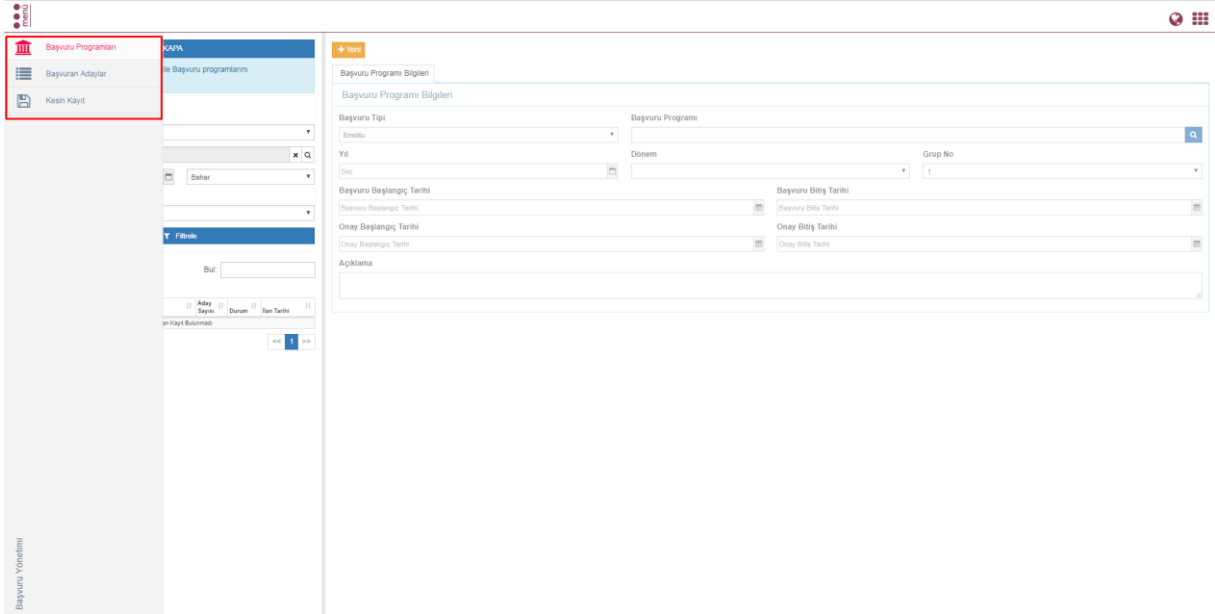 menü
Başvuru Programları
Başvuran Adaylar
Kesin Kayıt
Başvuru Yönetimi
KAPA
ile Başvuru programlarını
Bahar
Filtrele
Bul:
Aday Sayısı
Durum
İlan Tarihi
Kayıt Bulunmadı
<< 1 >>
+ Yeni
Başvuru Programı Bilgileri
Başvuru Programı Bilgileri
Başvuru Tipi
Başvuru Programı
Enstitu
Yıl
Dönem
Grup No
Seç
1
Başvuru Başlangıç Tarihi
Başvuru Bitiş Tarihi
Başvuru Başlangıç Tarihi
Başvuru Bitiş Tarihi
Onay Başlangıç Tarihi
Onay Bitiş Tarihi
Onay Başlangıç Tarihi
Onay Bitiş Tarihi
Açıklama